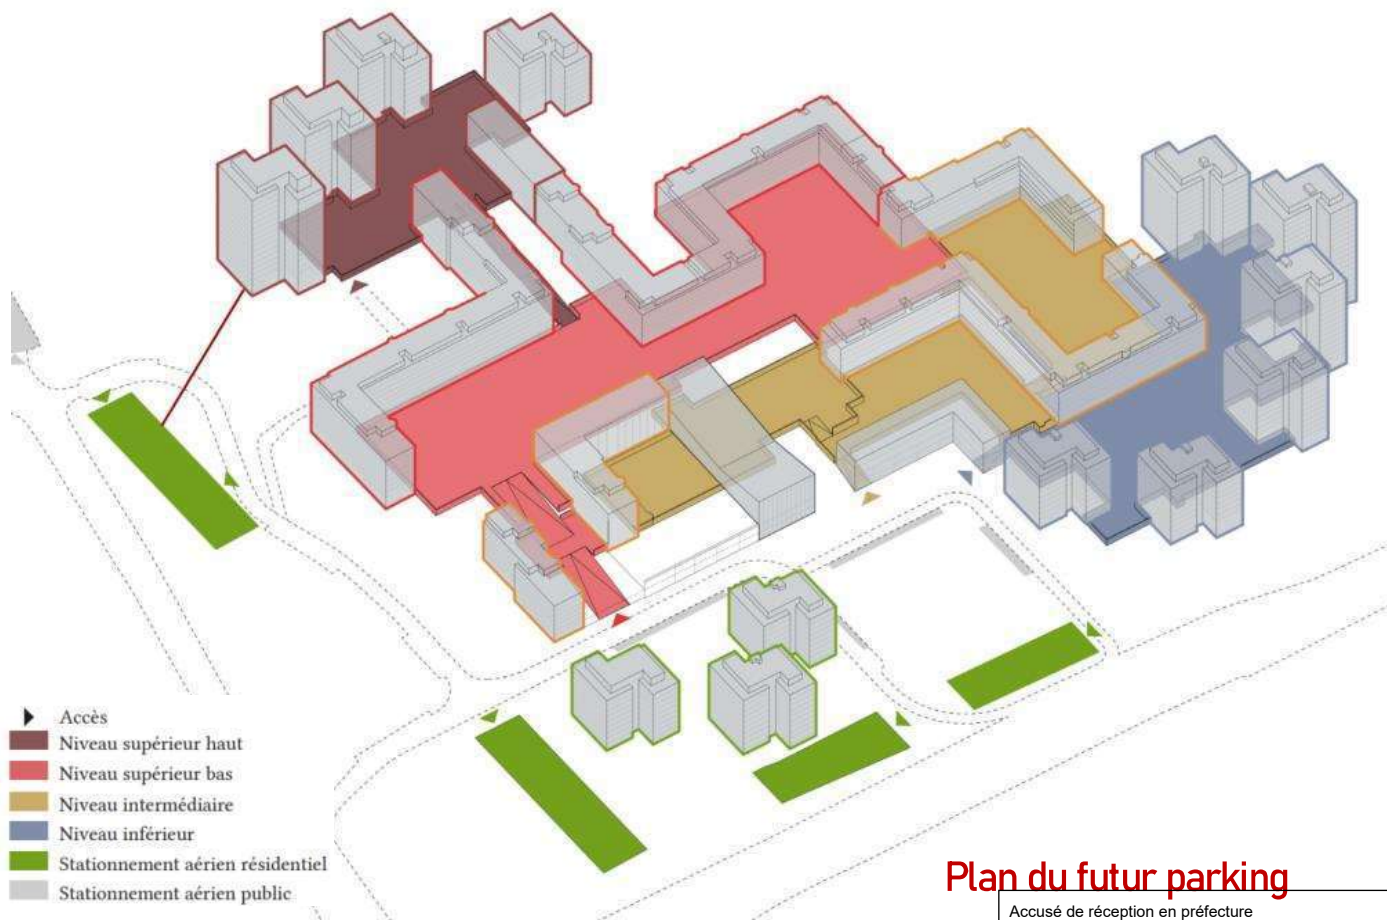 Accès
Niveau supérieur haut
Niveau supérieur bas
Niveau intermédiaire
Niveau inférieur
Stationnement aérien résidentiel
Stationnement aérien public
Plan du futur parking
Accusé de réception en préfecture